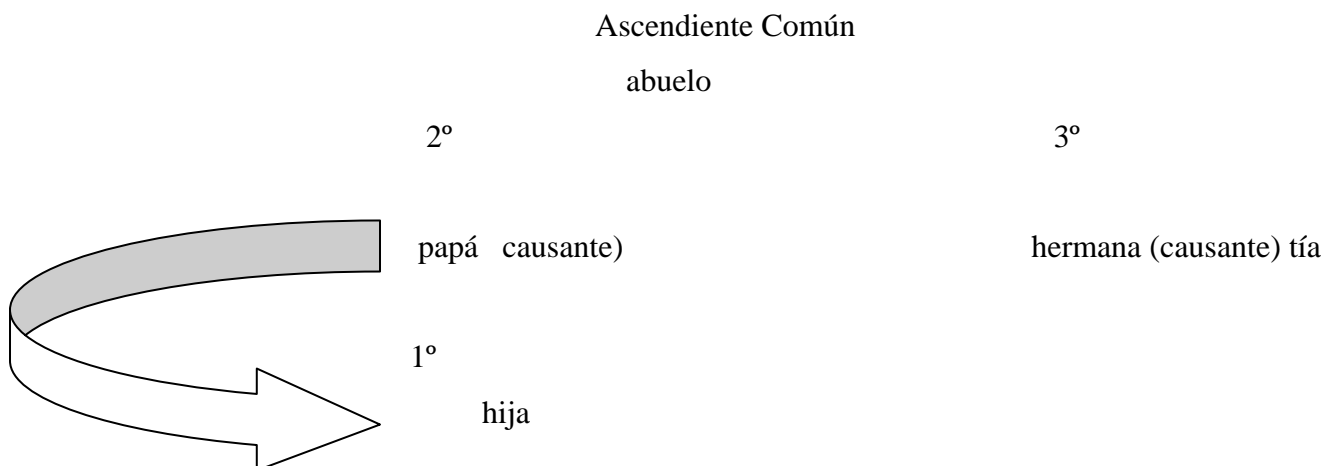 Ascendiente Común
abuelo
2º 3º
papá causante) hermana (causante) tía
1º
hija